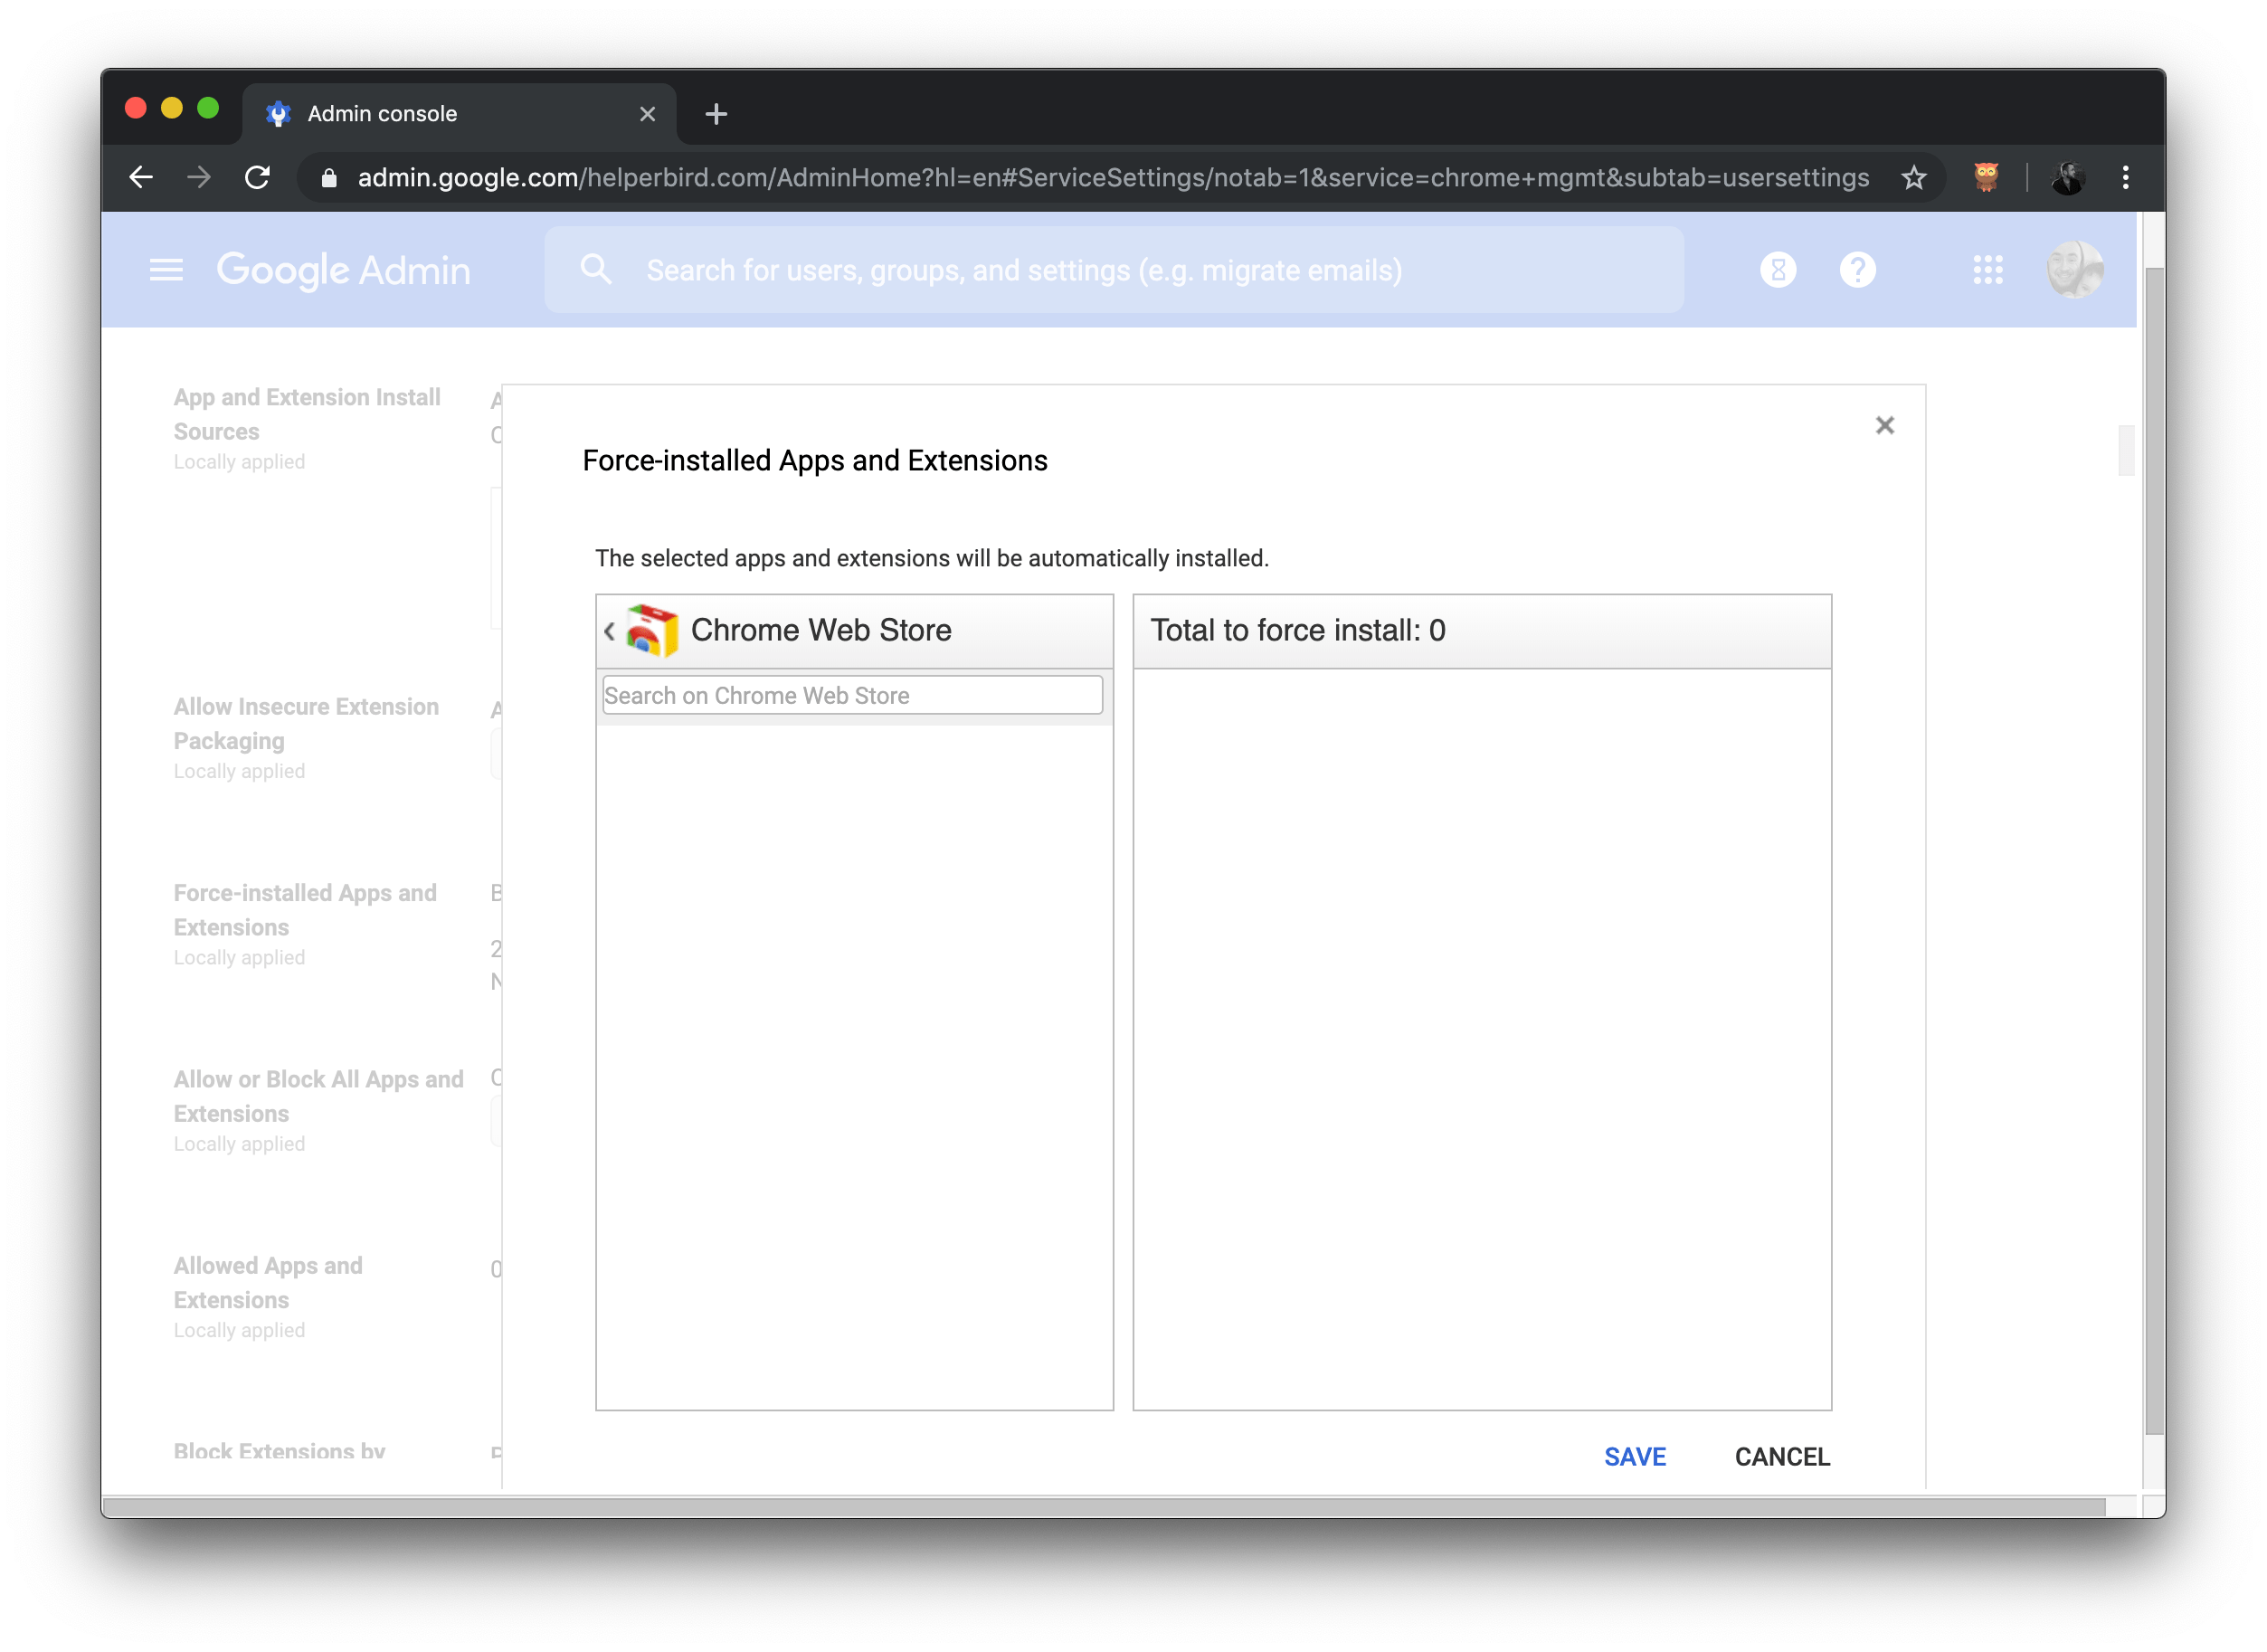 Admin console
admin.google.com/helperbird.com/AdminHome?hl=en#ServiceSettings/notab=1&service=chrome+mgmt&subtab=usersettings
Google Admin
Search for users, groups, and settings (e.g. migrate emails)
App and Extension Install
Sources
Locally applied
Force-installed Apps and Extensions
The selected apps and extensions will be automatically installed.
Chrome Web Store
Total to force install: 0
Search on Chrome Web Store
Allow Insecure Extension
Packaging
Locally applied
Force-installed Apps and
Extensions
Locally applied
Allow or Block All Apps and
Extensions
Locally applied
Allowed Apps and
Extensions
Locally applied
Block Extensions by
SAVE
CANCEL